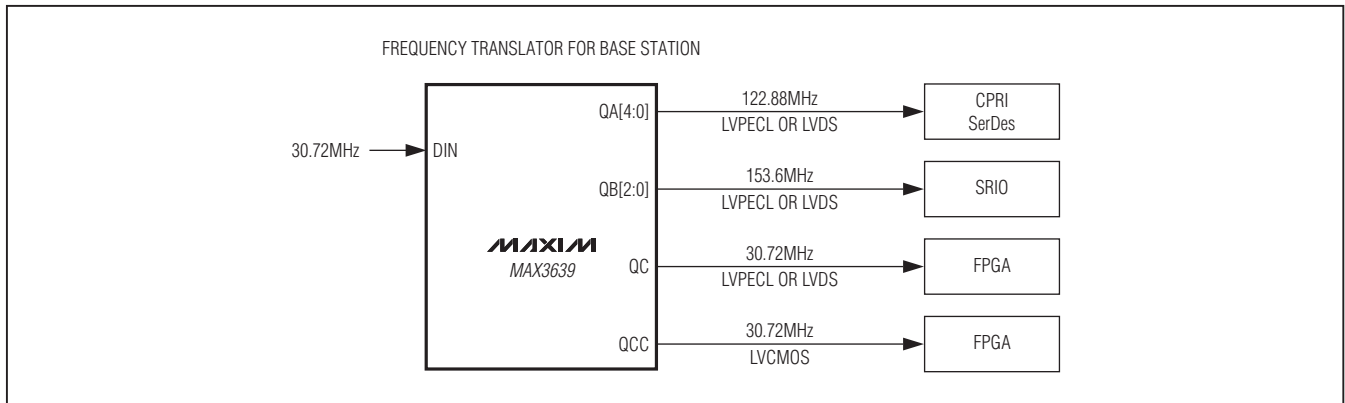 FREQUENCY TRANSLATOR FOR BASE STATION
30.72MHz
DIN
MAXIM
MAX3639
QA[4:0]
122.88MHz
LVPECL OR LVDS
CPRI
SerDes
QB[2:0]
153.6MHz
LVPECL OR LVDS
SRIO
QC
30.72MHz
LVPECL OR LVDS
FPGA
QCC
30.72MHz
LVCMOS
FPGA